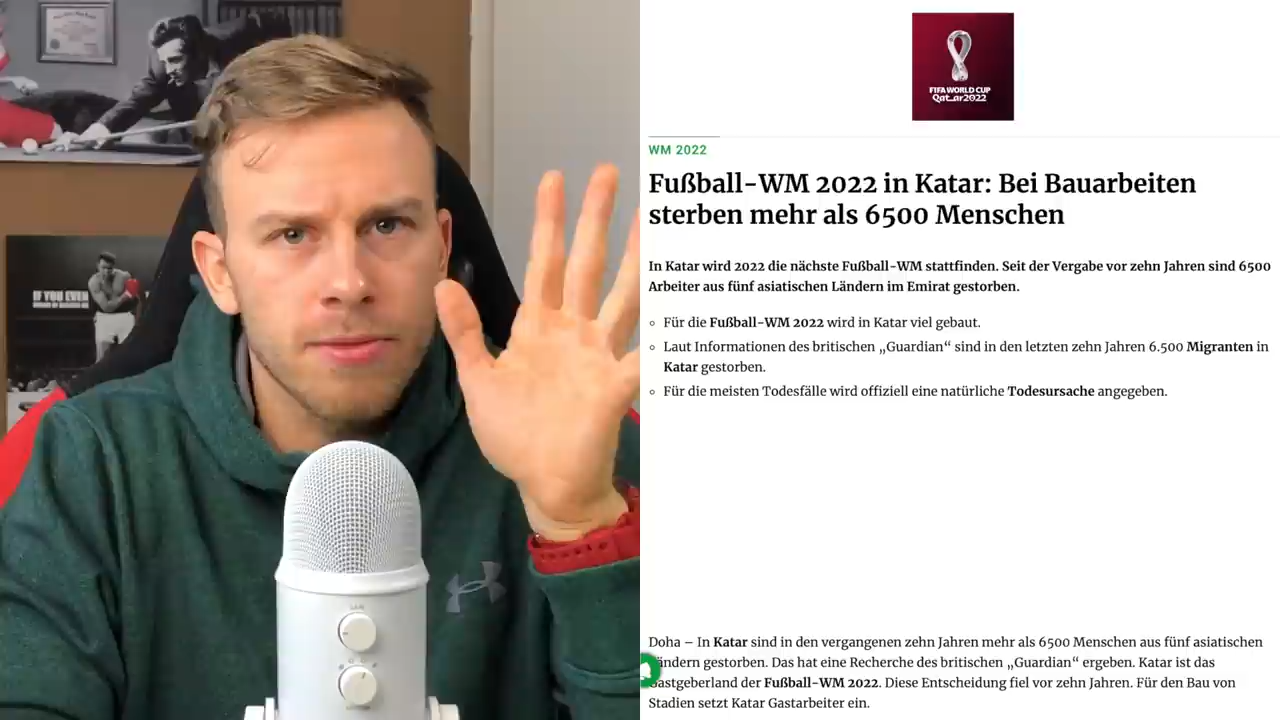 IF YOU EVEN
FIFA WORLD CUP
Qatar2022
WM 2022
Fußball-WM 2022 in Katar: Bei Bauarbeiten
sterben mehr als 6500 Menschen
In Katar wird 2022 die nächste Fußball-WM stattfinden. Seit der Vergabe vor zehn Jahren sind 6500
Arbeiter aus fünf asiatischen Ländern im Emirat gestorben.
Für die Fußball-WM 2022 wird in Katar viel gebaut.
Laut Informationen des britischen „Guardian“ sind in den letzten zehn Jahren 6.500 Migranten in
Katar gestorben.
Für die meisten Todesfälle wird offiziell eine natürliche Todesursache angegeben.
Doha – In Katar sind in den vergangenen zehn Jahren mehr als 6500 Menschen aus fünf asiatischen
Ländern gestorben. Das hat eine Recherche des britischen „Guardian“ ergeben. Katar ist das
Gastgeberland der Fußball-WM 2022. Diese Entscheidung fiel vor zehn Jahren. Für den Bau von
Stadien setzt Katar Gastarbeiter ein.